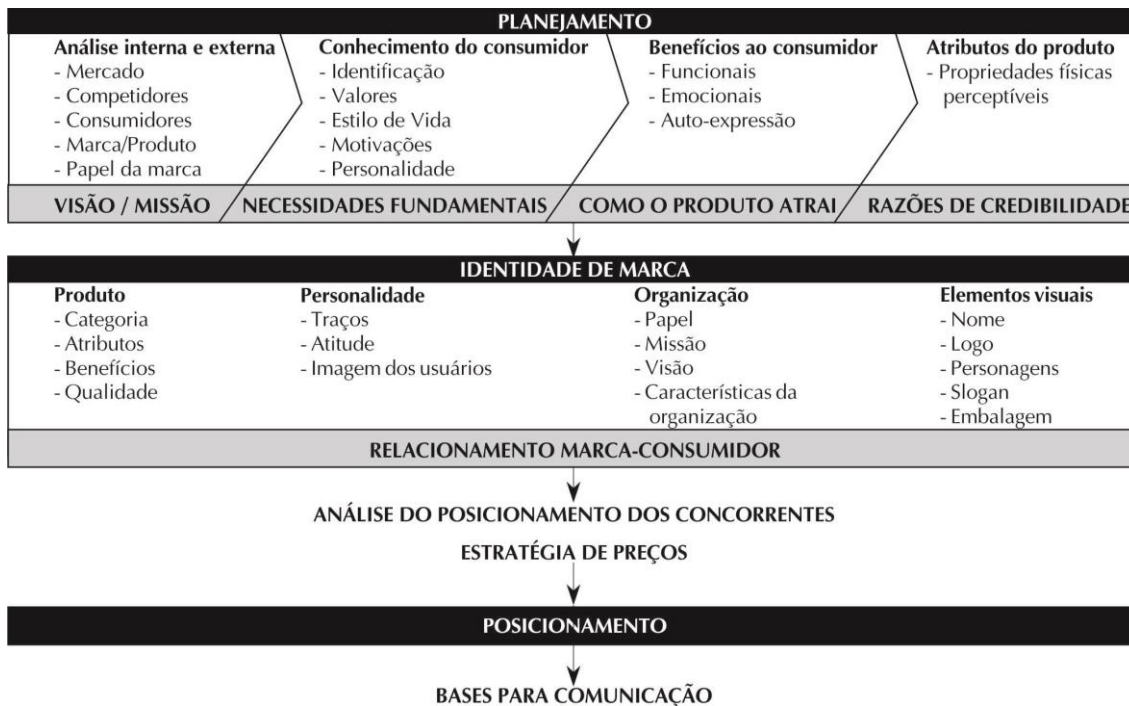 PLANEJAMENTO
Análise interna e externa
- Mercado
- Competidores
- Consumidores
- Marca/Produto
- Papel da marca
VISÃO / MISSÃO
Conhecimento do consumidor
- Identificação
- Valores
- Estilo de Vida
- Motivações
- Personalidade
NECESSIDADES FUNDAMENTAIS
Benefícios ao consumidor
- Funcionais
- Emocionais
- Auto-expressão
COMO O PRODUTO ATRAI
Atributos do produto
- Propriedades físicas
perceptíveis
RAZÕES DE CREDIBILIDADE
IDENTIDADE DE MARCA
Produto
- Categoria
- Atributos
- Benefícios
- Qualidade
Personalidade
- Traços
- Atitude
- Imagem dos usuários
Organização
- Papel
- Missão
- Visão
- Características da
organização
Elementos visuais
- Nome
- Logo
- Personagens
- Slogan
- Embalagem
RELACIONAMENTO MARCA-CONSUMIDOR
ANÁLISE DO POSICIONAMENTO DOS CONCORRENTES
ESTRATÉGIA DE PREÇOS
POSICIONAMENTO
BASES PARA COMUNICAÇÃO